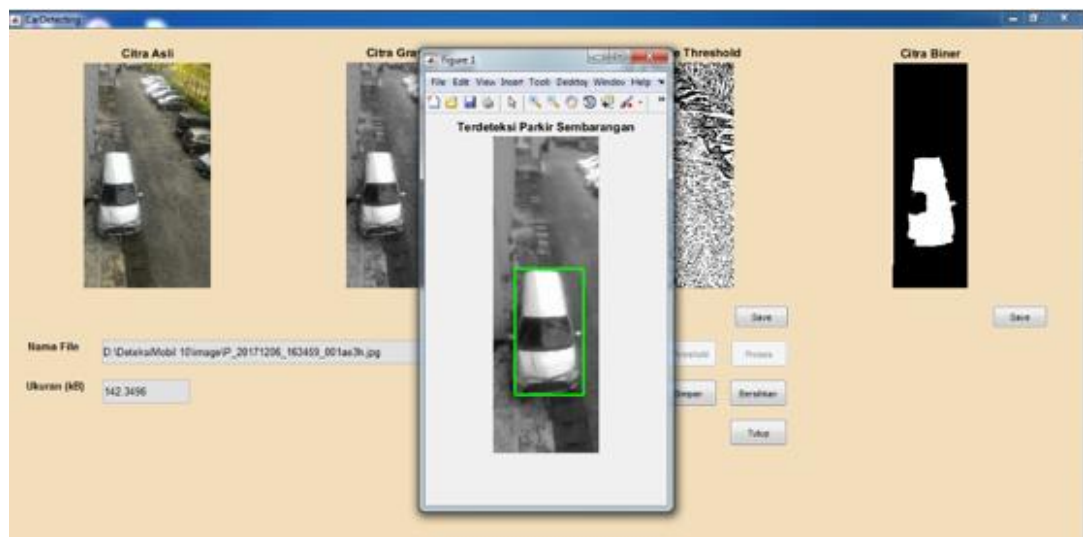 CarDetecting
Citra Asli
Citra Gra
Figure 1
e Threshold
Citra Biner
File Edit View Insert Tools Desktop Window Help
Terdeteksi Parkir Sembarangan
Save
Save
Nama File
D:\DeteksiMobil 10\image\P_20171206_163459_001as3h.jpg
Proses
Ukuran (kB)
142.3496
Bersihkan
Tutup